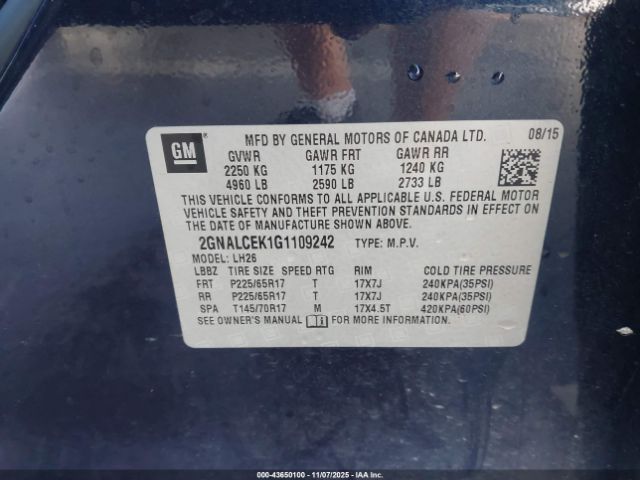 GM
MFD BY GENERAL MOTORS OF CANADA LTD. 08/15
GVWR GAWR FRT GAWR RR
2250 KG 1175 KG 1240 KG
4960 LB 2590 LB 2733 LB
THIS VEHICLE CONFORMS TO ALL APPLICABLE U.S. FEDERAL MOTOR
VEHICLE SAFETY AND THEFT PREVENTION STANDARDS IN EFFECT ON
THE DATE OF MANUFACTURE SHOWN ABOVE.
2GNALCEK1G1109242 TYPE: M.P.V.
MODEL: LH26
LBBZ TIRE SIZE SPEED RTG RIM COLD TIRE PRESSURE
FRT P225/65R17 T 17X7J 240KPA(35PSI)
RR P225/65R17 T 17X7J 240KPA(35PSI)
SPA T145/70R17 M 17X4.5T 420KPA(60PSI)
SEE OWNER'S MANUAL FOR MORE INFORMATION.
000-43650100 - 11/07/2025 - IAAI.COM